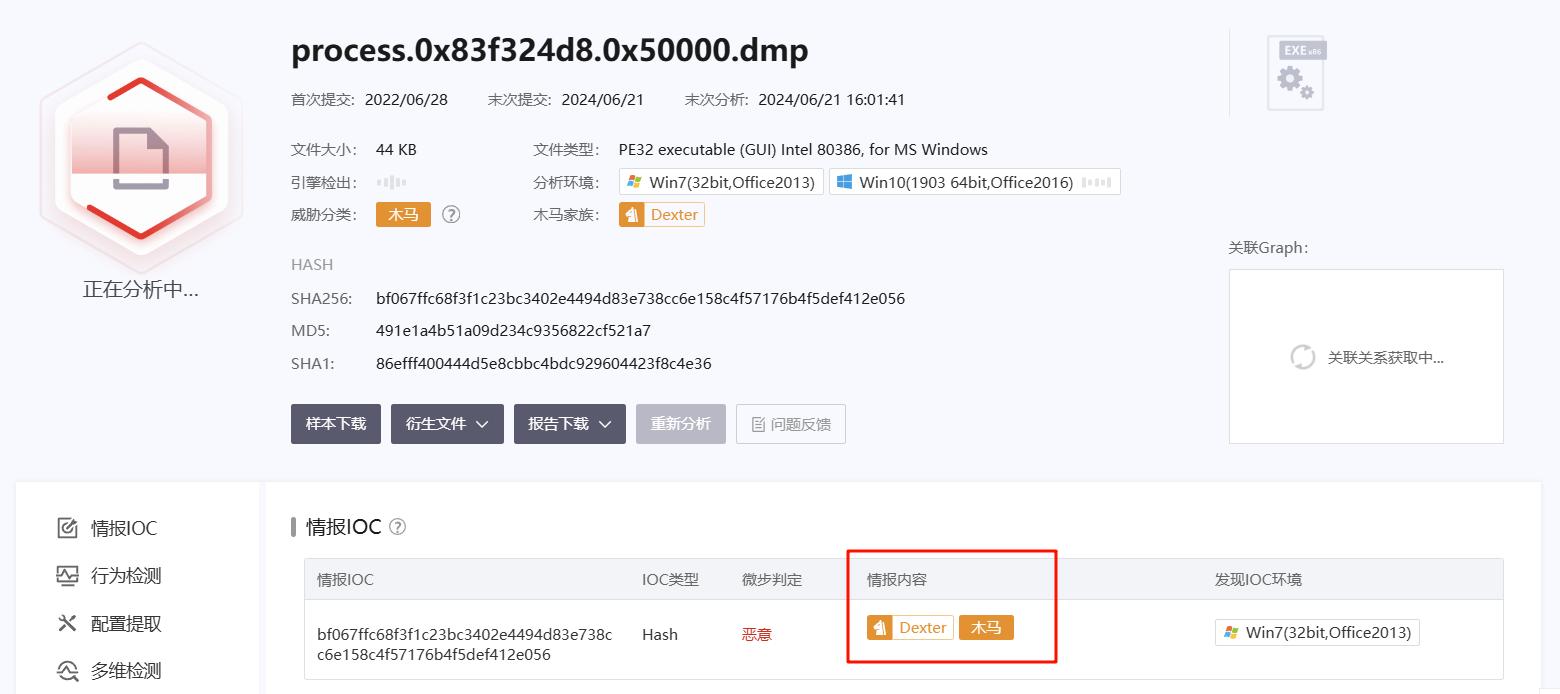 process.0x83f324d8.0x50000.dmp
EXE x86
首次提交: 2022/06/28 末次提交: 2024/06/21 末次分析: 2024/06/21 16:01:41
文件大小: 44 KB 文件类型: PE32 executable (GUI) Intel 80386, for MS Windows
引擎检出: 分析环境: Win7(32bit,Office2013) Win10(1903 64bit,Office2016)
威胁分类: 木马 ? 木马家族: Dexter
正在分析中...
关联Graph:
关联关系获取中...
HASH
SHA256: bf067ffc68f3f1c23bc3402e4494d83e738cc6e158c4f57176b4f5def412e056
MD5: 491e1a4b51a09d234c9356822cf521a7
SHA1: 86efff400444d5e8cbbc4bdc929604423f8c4e36
样本下载 衍生文件 报告下载 重新分析 问题反馈
情报IOC
行为检测
配置提取
多维检测
情报IOC ?
情报IOC IOC类型 微步判定 情报内容 发现IOC环境
bf067ffc68f3f1c23bc3402e4494d83e738c
c6e158c4f57176b4f5def412e056
Hash 恶意 Dexter 木马 Win7(32bit,Office2013)